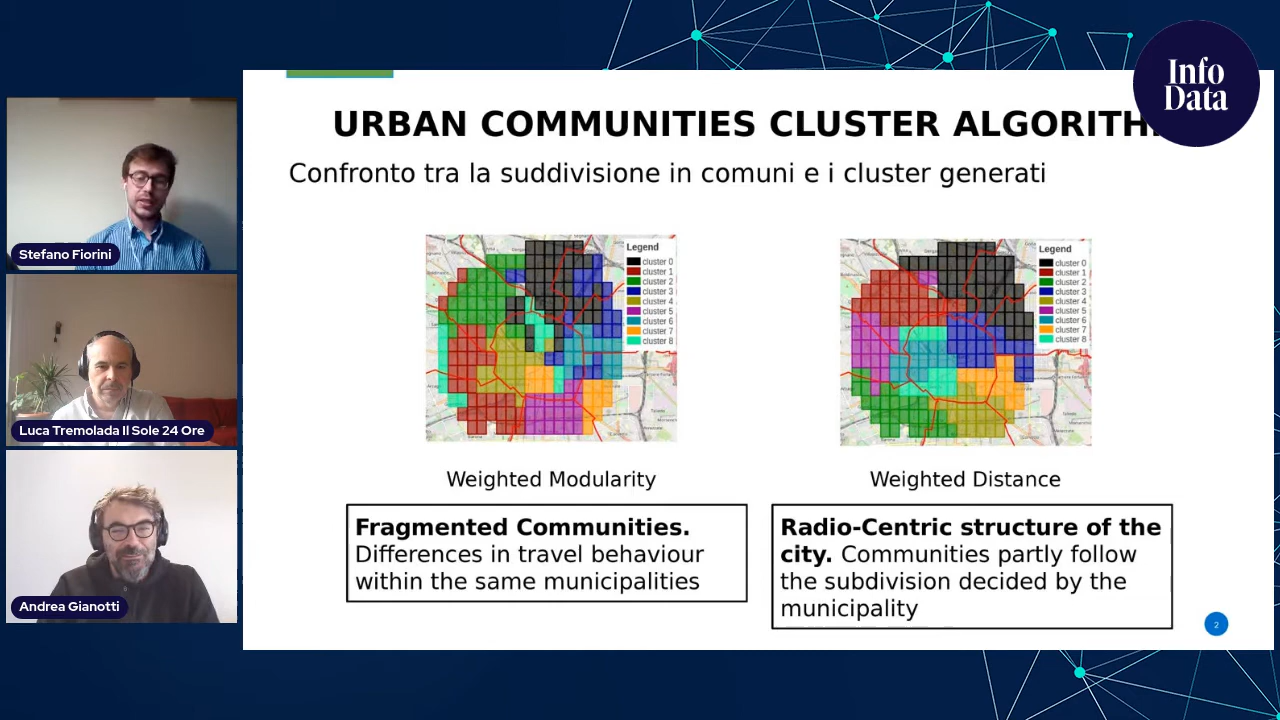 Info
Data
URBAN COMMUNITIES CLUSTER ALGORITH
Confronto tra la suddivisione in comuni e i cluster generati
Stefano Fiorini
Luca Tremolada Il Sole 24 Ore
Andrea Gianotti
Legend
cluster 0
cluster 1
cluster 2
cluster 3
cluster 4
cluster 5
cluster 6
cluster 7
cluster 8
Legend
cluster 0
cluster 1
cluster 2
cluster 3
cluster 4
cluster 5
cluster 6
cluster 7
cluster 8
Weighted Modularity
Weighted Distance
Fragmented Communities.
Differences in travel behaviour
within the same municipalities
Radio-Centric structure of the
city. Communities partly follow
the subdivision decided by the
municipality
2